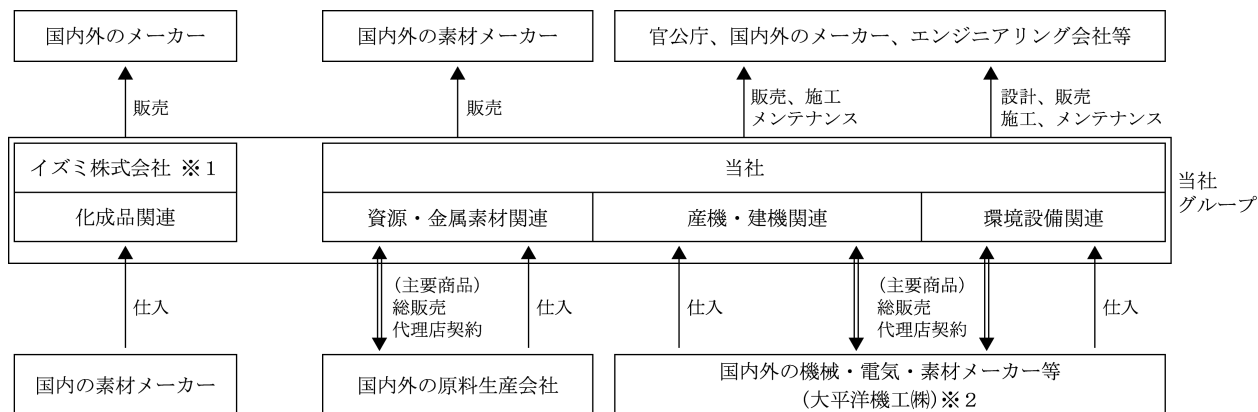 国内外のメーカー
国内外の素材メーカー
官公庁、国内外のメーカー、エンジニアリング会社等
販売
販売
販売、施工
メンテナンス
設計、販売
施工、メンテナンス
イズミ株式会社 ※1
当社
化成品関連
資源・金属素材関連
産機・建機関連
環境設備関連
当社
グループ
仕入
(主要商品)
総販売
代理店契約
仕入
仕入
(主要商品)
総販売
代理店契約
仕入
国内の素材メーカー
国内外の原料生産会社
国内外の機械・電気・素材メーカー等
(大平洋機工㈱)※2